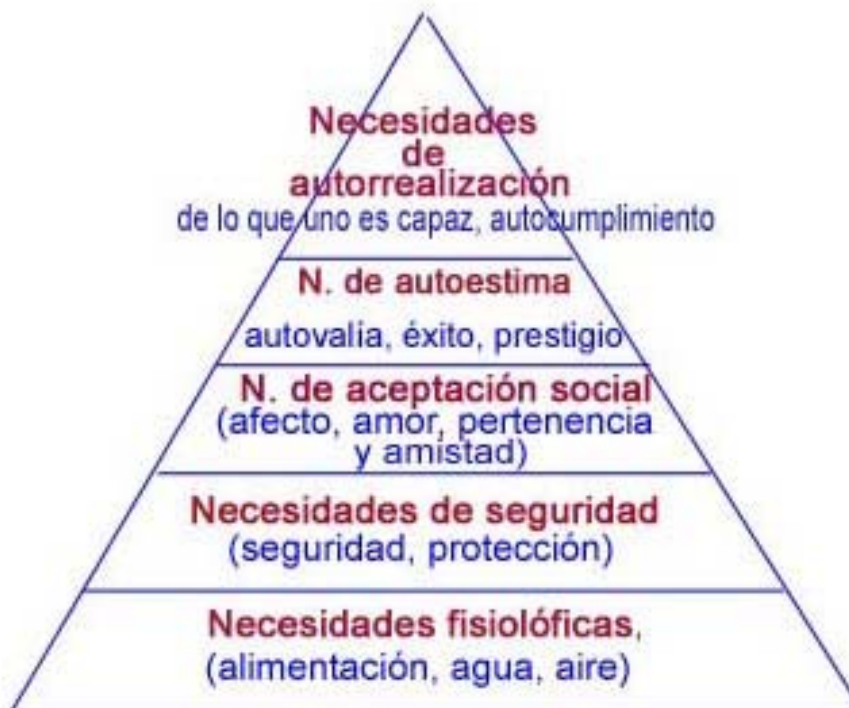 Necesidades
de
autorrealización
de lo que uno es capaz, autocumplimiento
N. de autoestima
autovalía, éxito, prestigio
N. de aceptación social
(afecto, amor, pertenencia
y amistad)
Necesidades de seguridad
(seguridad, protección)
Necesidades fisiolóficas,
(alimentación, agua, aire)